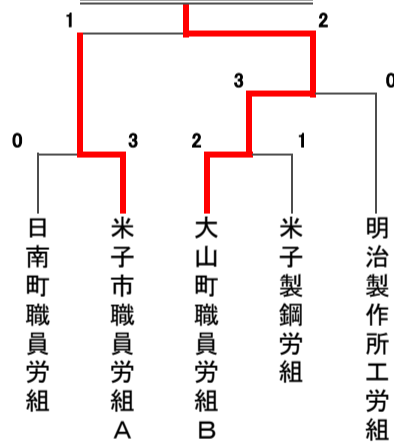 1 2
3 0
0 3 2 1
日南町職員労組
米子市職員労組A
大山町職員労組B
米子製鋼労組
明治製作所工労組